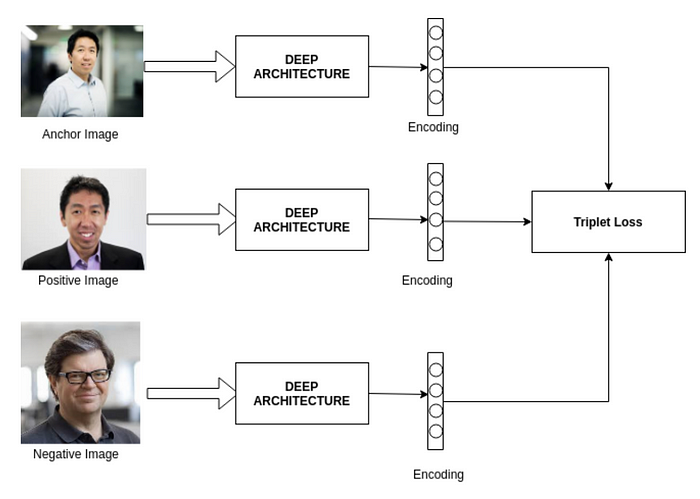 DEEP
ARCHITECTURE
Encoding
Anchor Image
DEEP
ARCHITECTURE
Triplet Loss
Encoding
Positive Image
DEEP
ARCHITECTURE
Negative Image
Encoding